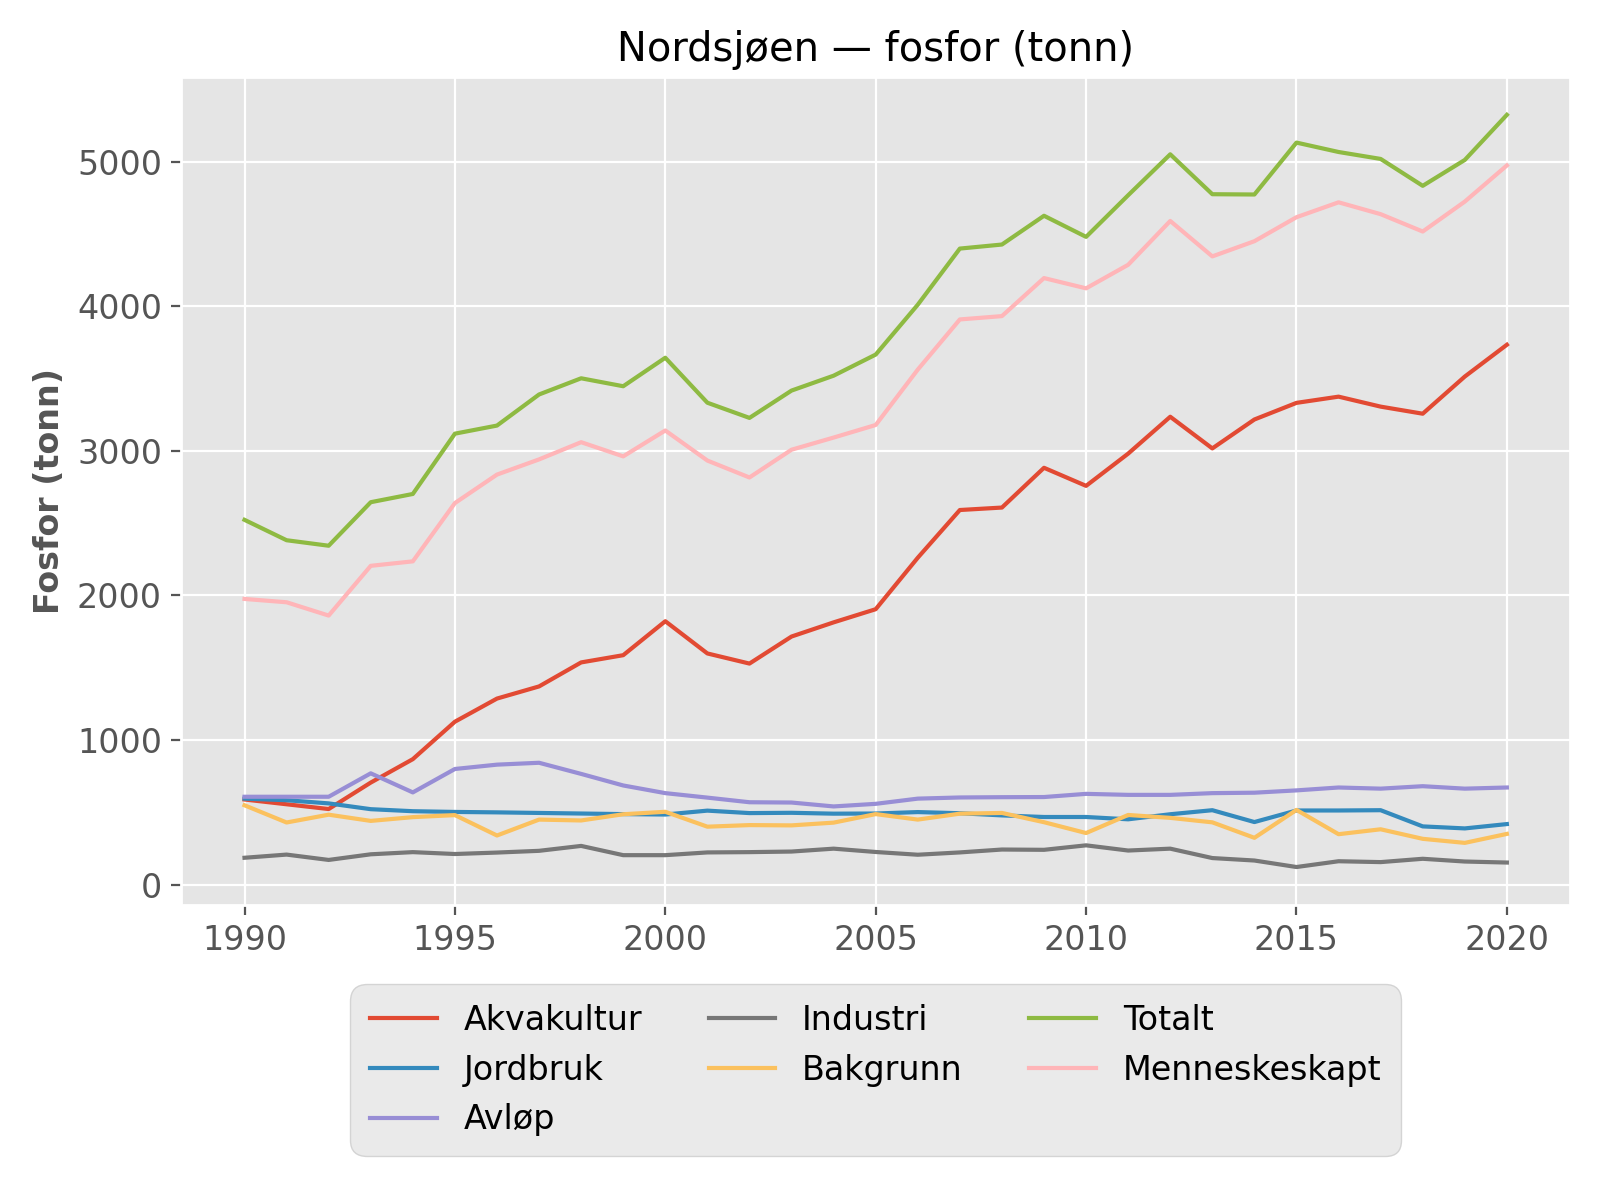 Nordsjøen — fosfor (tonn)
Fosfor (tonn)
5000
4000
3000
2000
1000
0
1990 1995 2000 2005 2010 2015 2020
Akvakultur Industri Totalt
Jordbruk Bakgrunn Menneskeskapt
Avløp